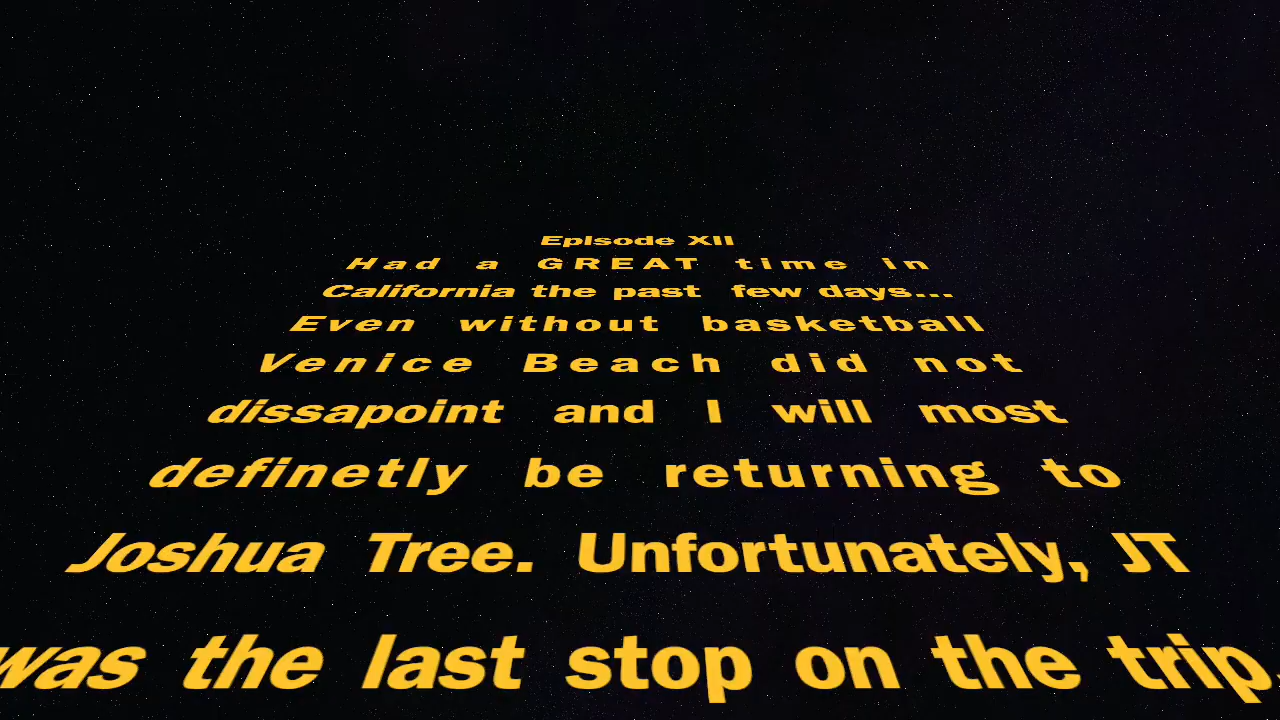 Episode XII
Had a GREAT time in
California the past few days...
Even without basketball
Venice Beach did not
dissapoint and I will most
definetly be returning to
Joshua Tree. Unfortunately, JT
was the last stop on the trip,